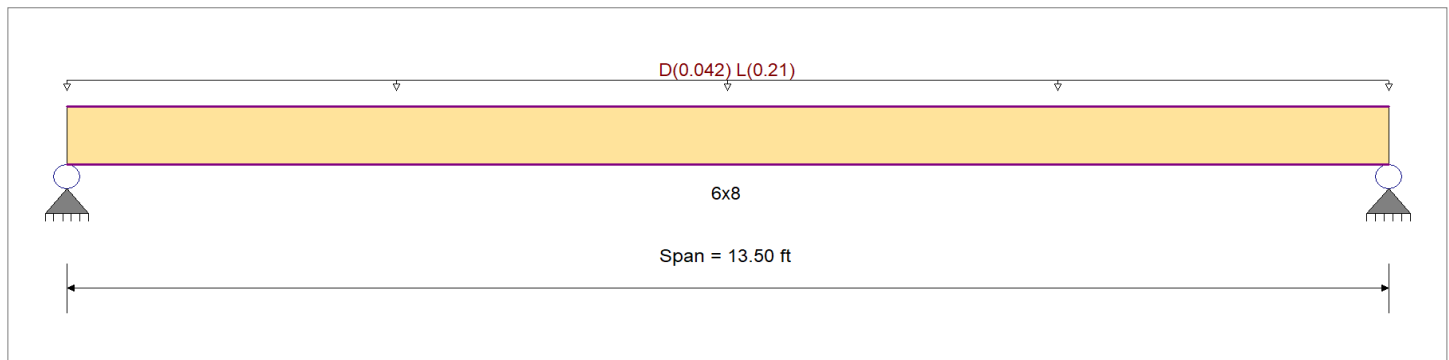 D(0.042) L(0.21)
6x8
Span = 13.50 ft